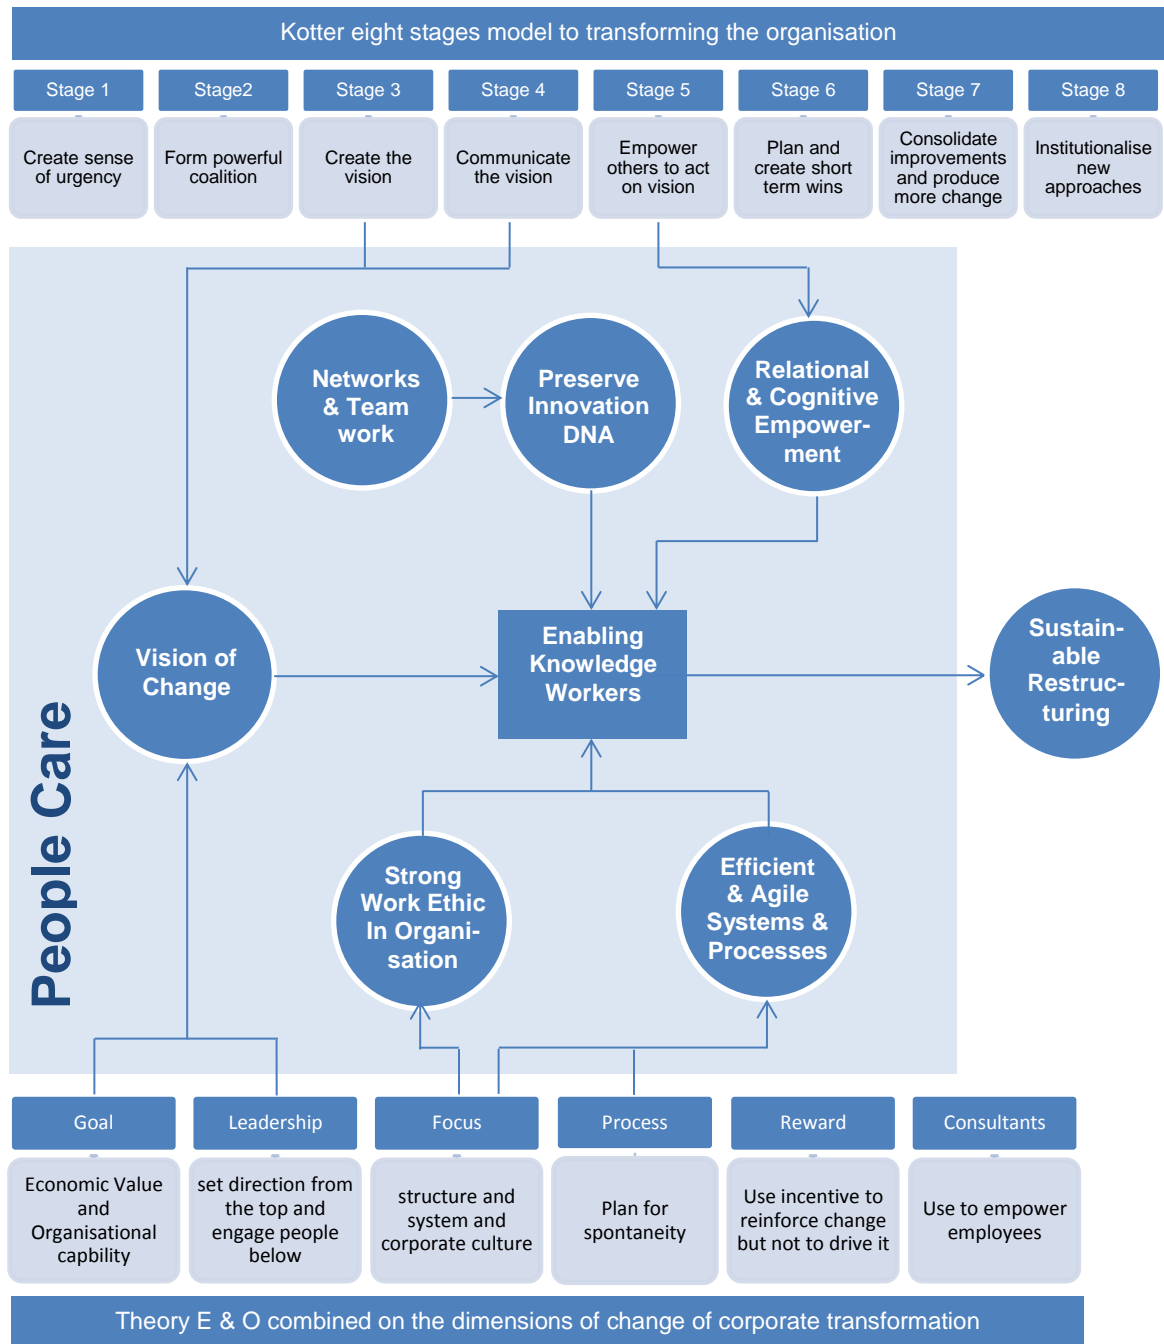 Kotter eight stages model to transforming the organisation
Stage 1
Stage2
Stage 3
Stage 4
Stage 5
Stage 6
Stage 7
Stage 8
Create sense
of urgency
Form powerful
coalition
Create the
vision
Communicate
the vision
Empower
others to act
on vision
Plan and
create short
term wins
Consolidate
improvements
and produce
more change
Institutionalise
new
approaches
Networks
& Team
work
Preserve
Innovation
DNA
Relational
& Cognitive
Empower-
ment
Vision of
Change
Enabling
Knowledge
Workers
Sustain-
able
Restruc-
turing
People Care
Strong
Work Ethic
In Organi-
sation
Efficient
& Agile
Systems &
Processes
Goal
Leadership
Focus
Process
Reward
Consultants
Economic Value
and
Organisational
capbility
set direction from
the top and
engage people
below
structure and
system and
corporate culture
Plan for
spontaneity
Use incentive to
reinforce change
but not to drive it
Use to empower
employees
Theory E & O combined on the dimensions of change of corporate transformation